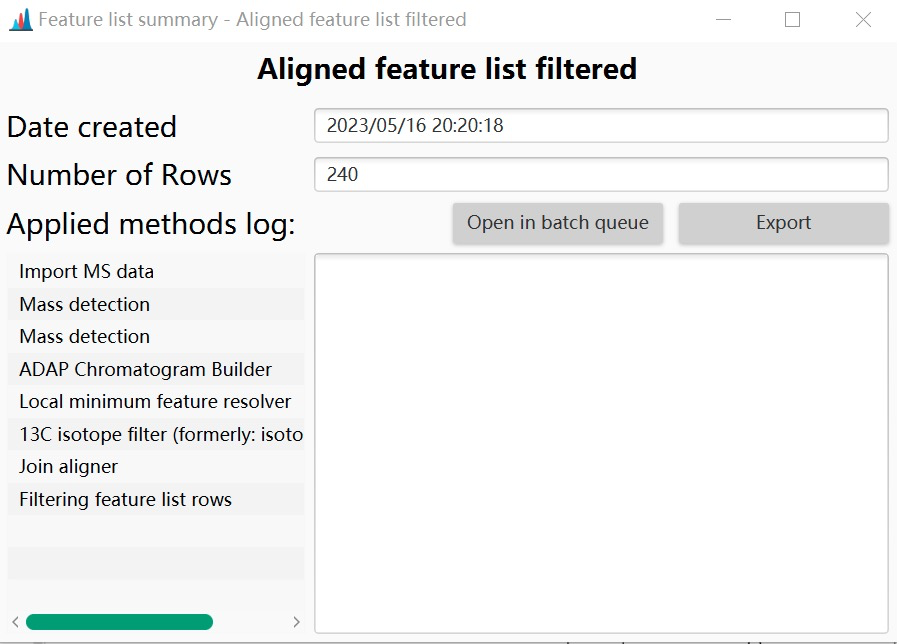 Feature list summary - Aligned feature list filtered
Aligned feature list filtered
Date created
2023/05/16 20:20:18
Number of Rows
240
Applied methods log:
Open in batch queue
Export
Import MS data
Mass detection
Mass detection
ADAP Chromatogram Builder
Local minimum feature resolver
13C isotope filter (formerly: isoto
Join aligner
Filtering feature list rows